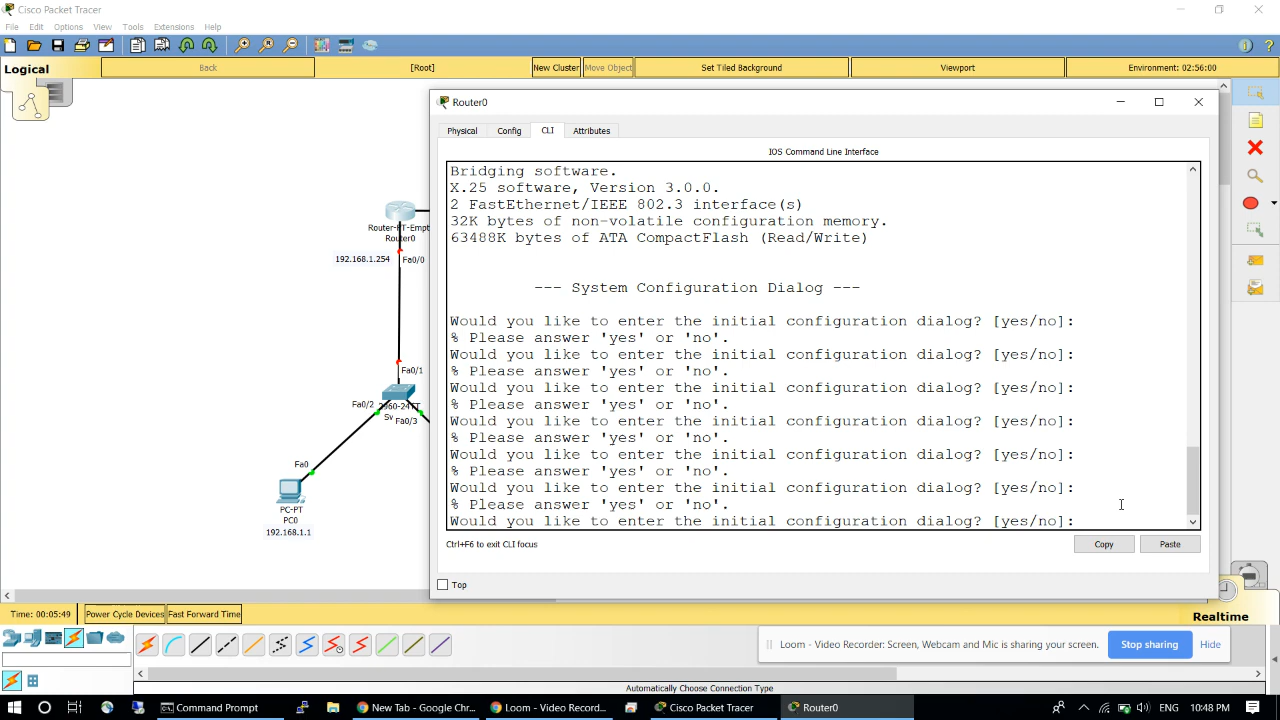 Cisco Packet Tracer
File Edit Options View Tools Extensions Help
Logical Back [Root] New Cluster Move Object Set Tiled Background Viewport Environment: 02:56:00
Router0
Physical Config CLI Attributes
IOS Command Line Interface
Bridging software.
X.25 software, Version 3.0.0.
2 FastEthernet/IEEE 802.3 interface(s)
32K bytes of non-volatile configuration memory.
63488K bytes of ATA CompactFlash (Read/Write)
--- System Configuration Dialog ---
Would you like to enter the initial configuration dialog? [yes/no]:
% Please answer 'yes' or 'no'.
Would you like to enter the initial configuration dialog? [yes/no]:
% Please answer 'yes' or 'no'.
Would you like to enter the initial configuration dialog? [yes/no]:
% Please answer 'yes' or 'no'.
Would you like to enter the initial configuration dialog? [yes/no]:
% Please answer 'yes' or 'no'.
Would you like to enter the initial configuration dialog? [yes/no]:
% Please answer 'yes' or 'no'.
Would you like to enter the initial configuration dialog? [yes/no]:
% Please answer 'yes' or 'no'.
Would you like to enter the initial configuration dialog? [yes/no]:
Ctrl+F6 to exit CLI focus
Copy Paste
Top
Router-PT-Empt
Router0
192.168.1.254 Fa0/0
Fa0/1
Fa0/2 2960-24TT
Sv Fa0/3
Fa0
PC-PT
PC0
192.168.1.1
Time: 00:05:49 Power Cycle Devices Fast Forward Time
Realtime
Loom – Video Recorder: Screen, Webcam and Mic is sharing your screen. Stop sharing Hide
Automatically Choose Connection Type
Command Prompt New Tab - Google Chr... Loom – Video Record... Cisco Packet Tracer Router0 10:48 PM